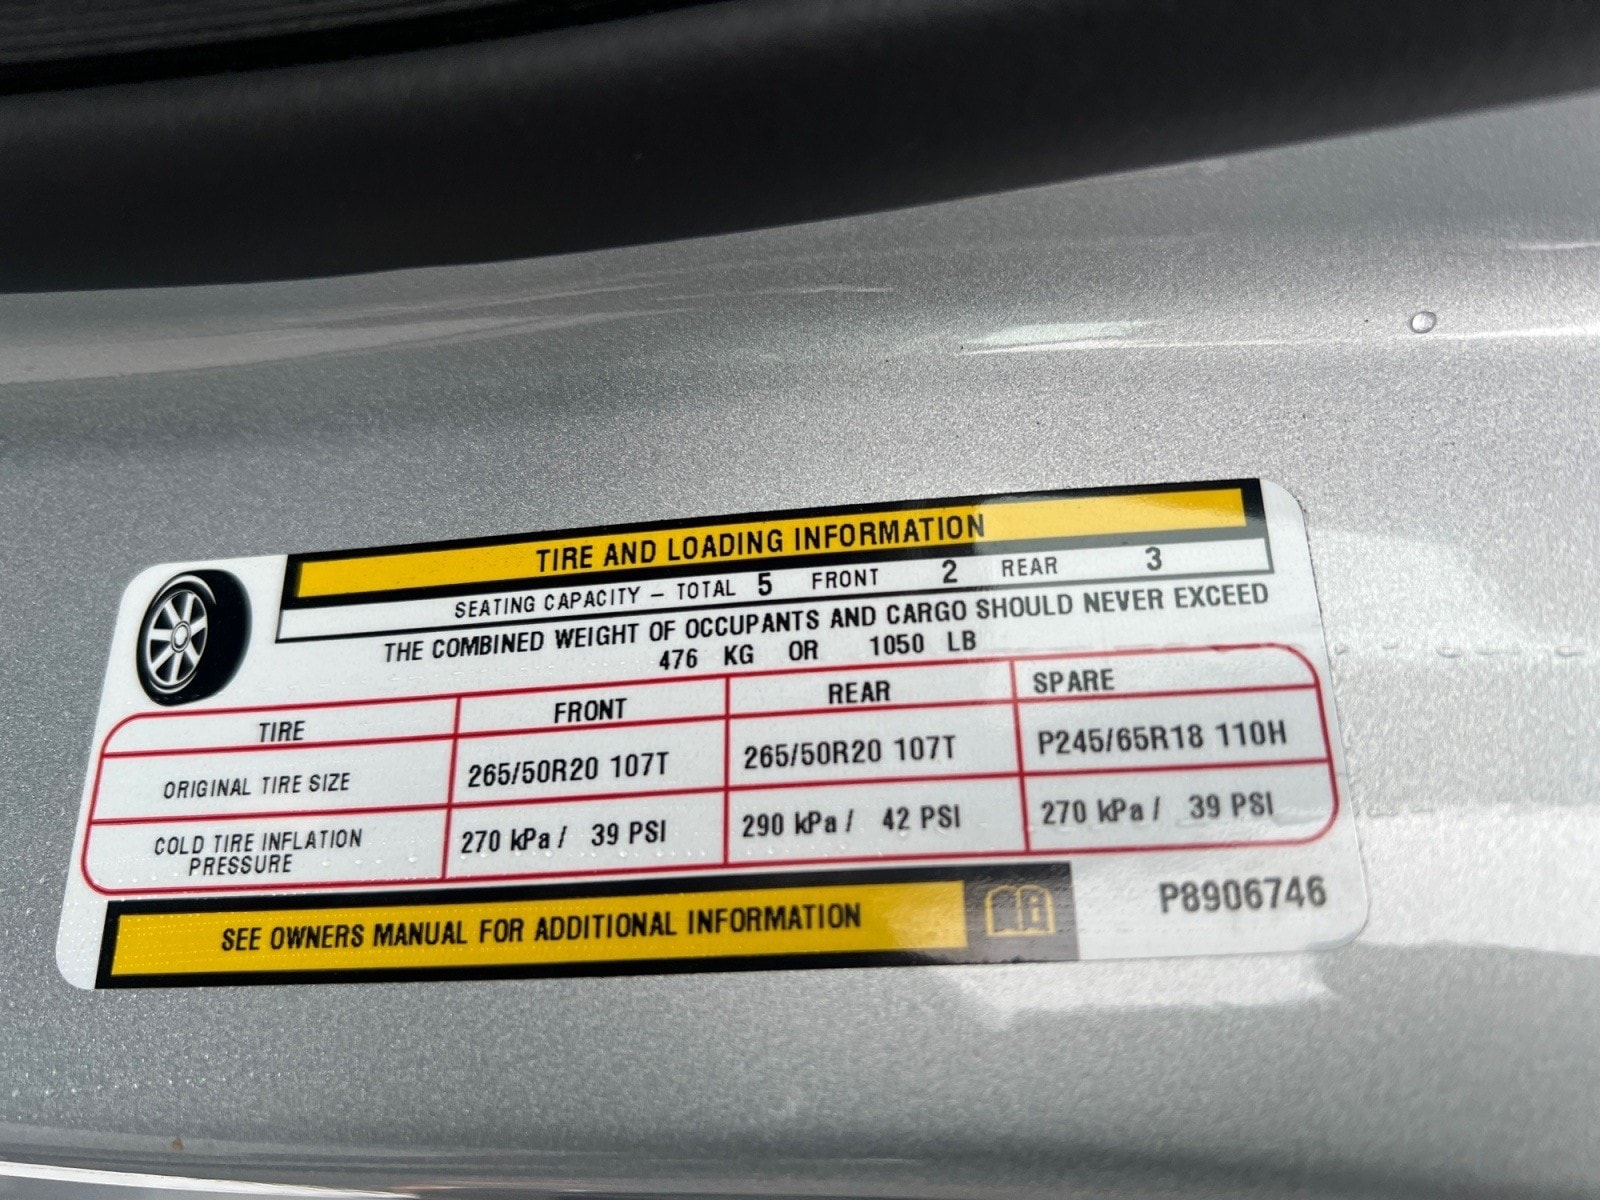 TIRE AND LOADING INFORMATION
SEATING CAPACITY – TOTAL 5 FRONT 2 REAR 3
THE COMBINED WEIGHT OF OCCUPANTS AND CARGO SHOULD NEVER EXCEED
476 KG OR 1050 LB
TIRE FRONT REAR SPARE
ORIGINAL TIRE SIZE 265/50R20 107T 265/50R20 107T P245/65R18 110H
COLD TIRE INFLATION
PRESSURE 270 kPa / 39 PSI 290 kPa / 42 PSI 270 kPa / 39 PSI
SEE OWNERS MANUAL FOR ADDITIONAL INFORMATION
P8906746